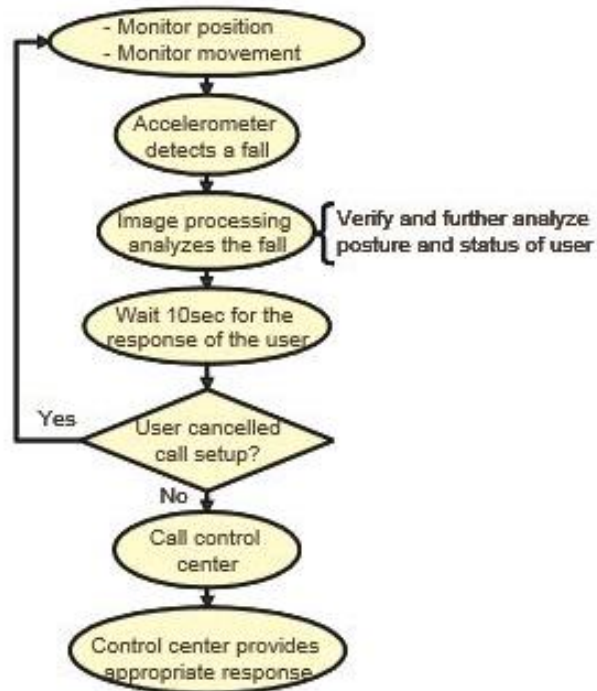 - Monitor position
- Monitor movement
Accelerometer
detects a fall
Image processing
analyzes the fall
Verify and further analyze
posture and status of user
Wait 10sec for the
response of the user
User cancelled
call setup?
Yes
No
Call control
center
Control center provides
appropriate response